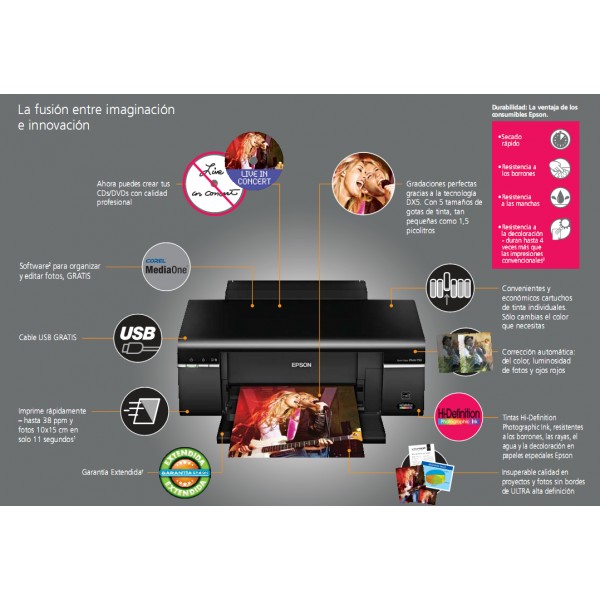 La fusión entre imaginación
e innovación
Durabilidad: La ventaja de los
consumibles Epson.
•Secado
rápido
•Resistencia a
los borrones
•Resistencia
a las manchas
•Resistencia a
la decoloración
- duran hasta 4
veces más que
las impresiones
convencionales³
Live
in concert
LIVE IN
CONCERT
Ahora puedes crear tus
CDs/DVDs con calidad
profesional
Gradaciones perfectas
gracias a la tecnología
DX5. Con 5 tamaños de
gotas de tinta, tan
pequeñas como 1,5
picolitros
Software² para organizar
y editar fotos, GRATIS
COREL
MediaOne
Convenientes y
económicos cartuchos
de tinta individuales.
Sólo cambias el color
que necesitas
Cable USB GRATIS
USB
EPSON
Corrección automática:
del color, luminosidad
de fotos y ojos rojos
Imprime rápidamente
– hasta 38 ppm y
fotos 10x15 cm en
solo 11 segundos¹
Hi-Definition
Photographic Ink
Tintas Hi-Definition
Photographic Ink, resistentes
a los borrones, las rayas, el
agua y la decoloración en
papeles especiales Epson
Garantía Extendida¹
EXTENDIDA
GARANTÍA
EXTENDIDA
Insuperable calidad en
proyectos y fotos sin bordes
de ULTRA alta definición